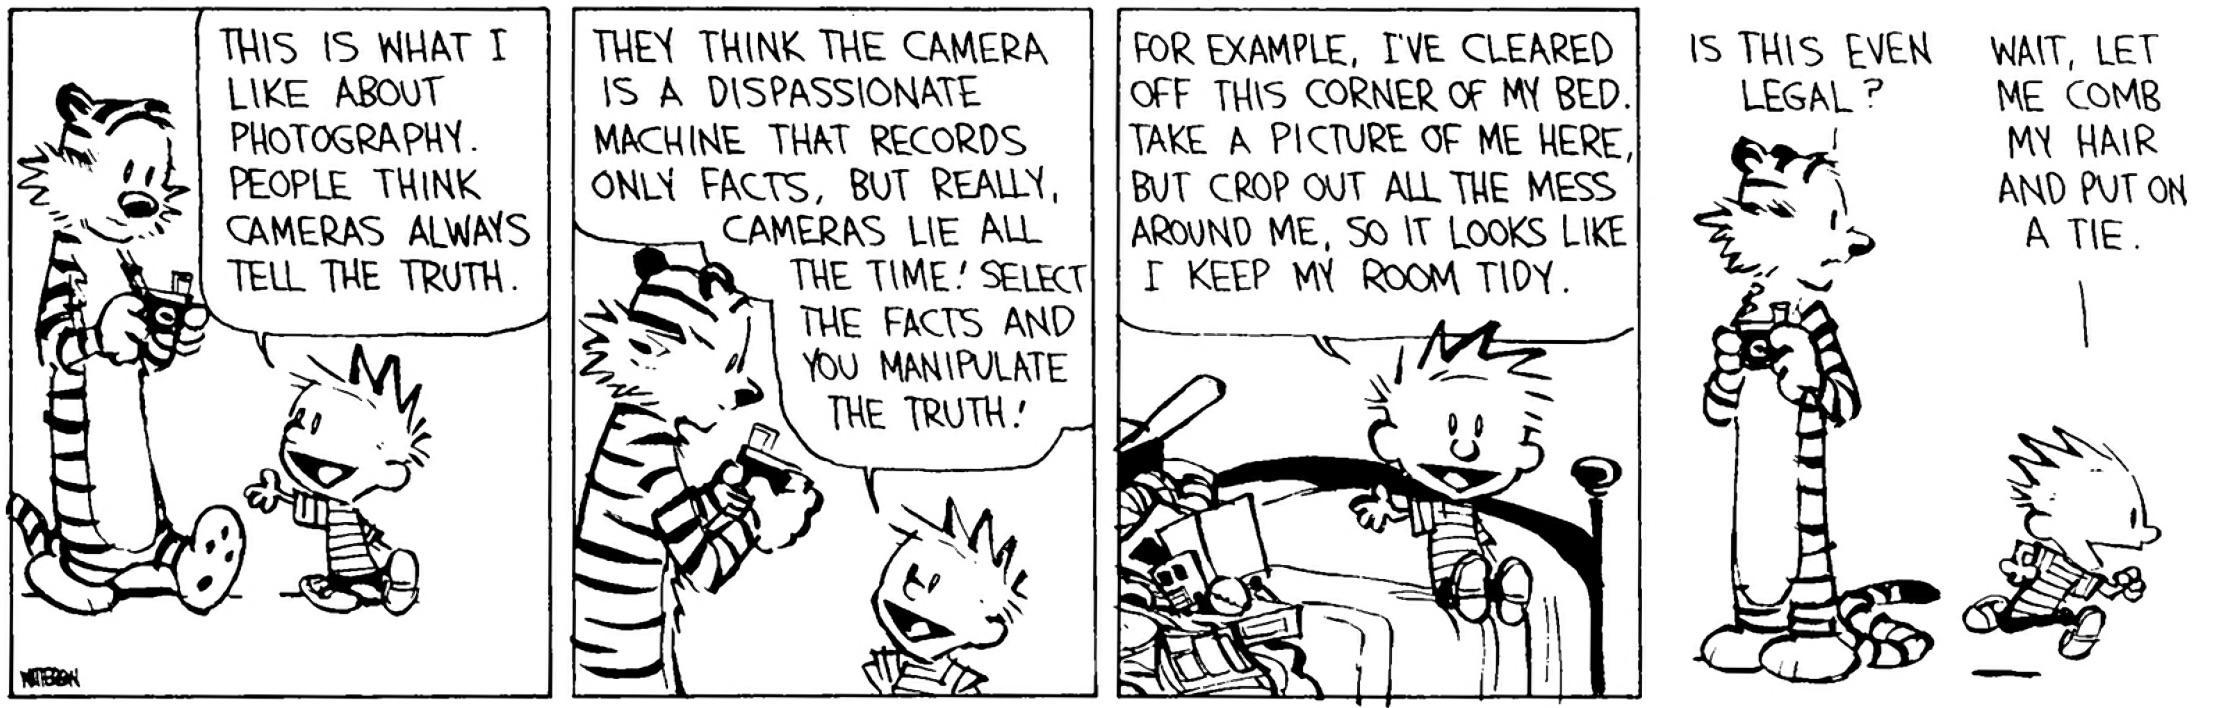 THIS IS WHAT I
LIKE ABOUT
PHOTOGRAPHY.
PEOPLE THINK
CAMERAS ALWAYS
TELL THE TRUTH.
WATTERSON
THEY THINK THE CAMERA
IS A DISPASSIONATE
MACHINE THAT RECORDS
ONLY FACTS, BUT REALLY,
CAMERAS LIE ALL
THE TIME! SELECT
THE FACTS AND
YOU MANIPULATE
THE TRUTH!
FOR EXAMPLE, I'VE CLEARED
OFF THIS CORNER OF MY BED.
TAKE A PICTURE OF ME HERE,
BUT CROP OUT ALL THE MESS
AROUND ME, SO IT LOOKS LIKE
I KEEP MY ROOM TIDY.
IS THIS EVEN
LEGAL?
WAIT, LET
ME COMB
MY HAIR
AND PUT ON
A TIE.